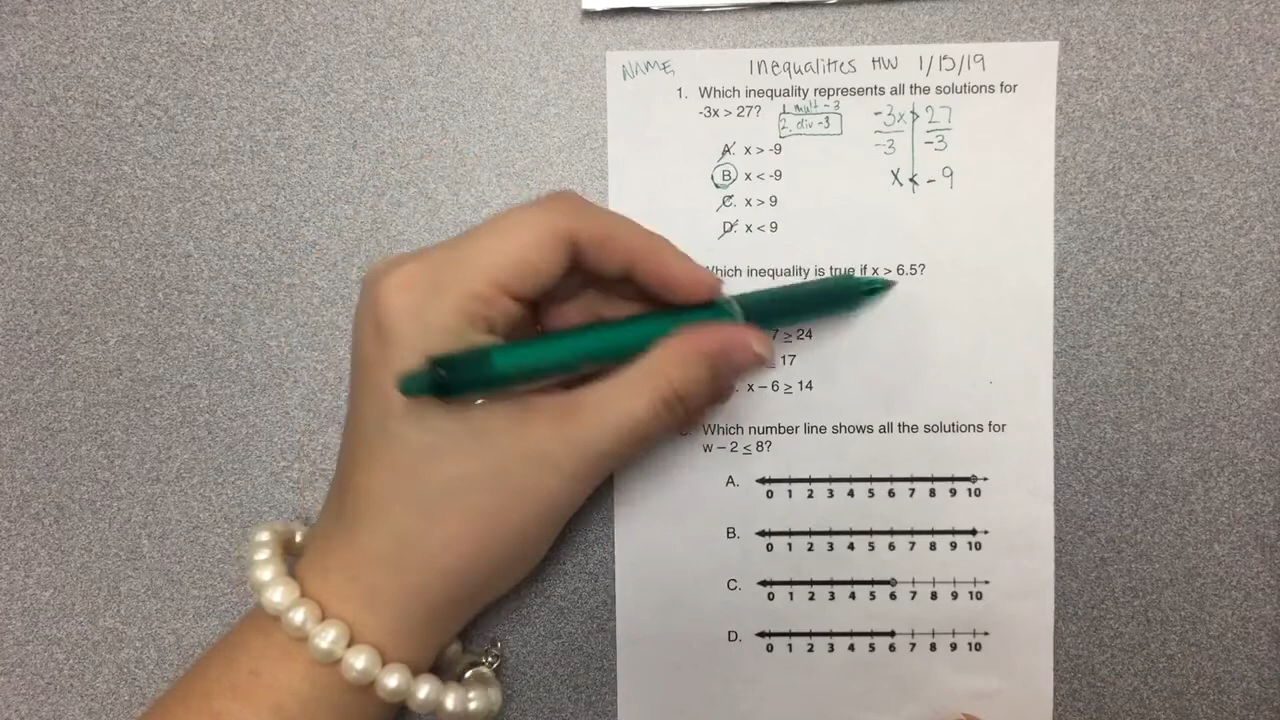 NAME Inequalities HW 1/15/19
1. Which inequality represents all the solutions for
-3x > 27?
1. mult -3
2. div -3
-3x > 27
-3 -3
x < -9
A. x > -9
B. x < -9
C. x > 9
D. x < 9
Which inequality is true if x > 6.5?
7 ≥ 24
17
x – 6 ≥ 14
Which number line shows all the solutions for
w – 2 ≤ 8?
A.
0 1 2 3 4 5 6 7 8 9 10
B.
0 1 2 3 4 5 6 7 8 9 10
C.
0 1 2 3 4 5 6 7 8 9 10
D.
0 1 2 3 4 5 6 7 8 9 10